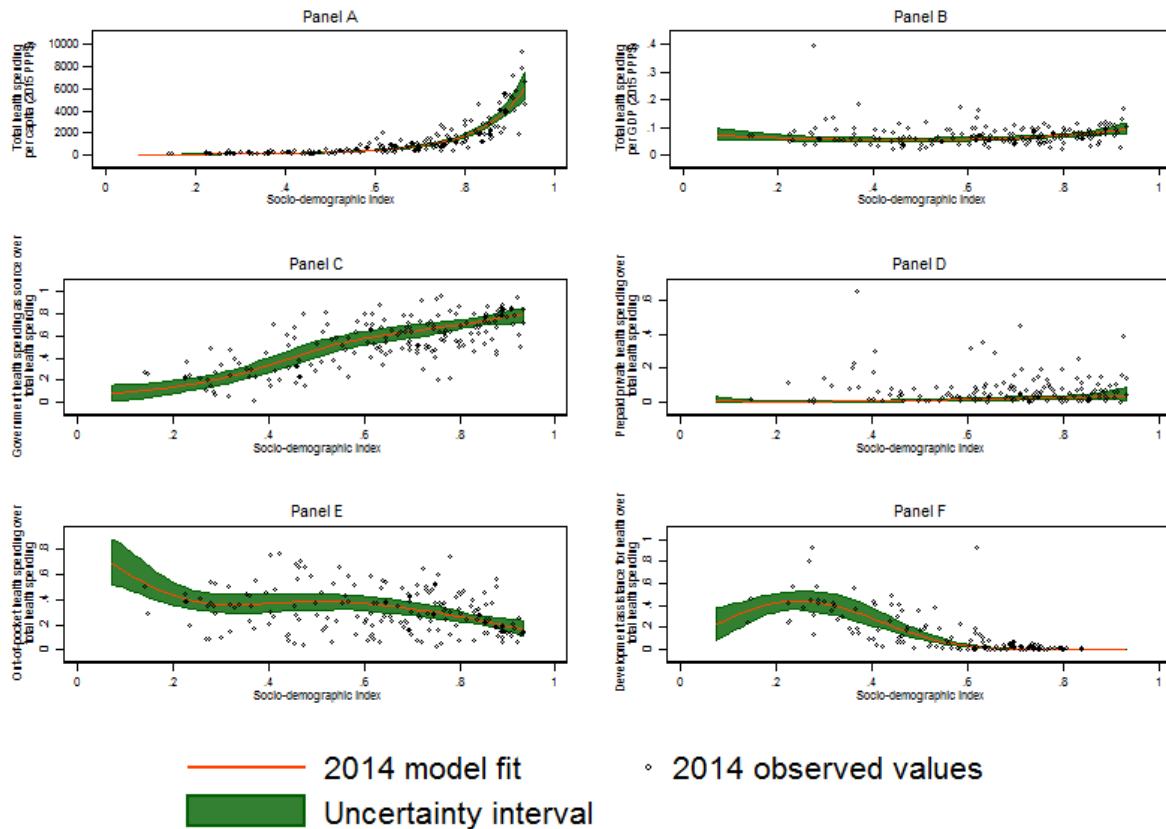 Panel A
Total health spending
per capita (2015 PPP$)
10000
8000
6000
4000
2000
0
0 .2 .4 .6 .8 1
Socio-demographic Index
Panel B
Total health spending
per GDP (2015 PPP$)
.4
.3
.2
.1
0
0 .2 .4 .6 .8 1
Socio-demographic Index
Panel C
Government health spending as source over
total health spending
1
.8
.6
.4
.2
0
0 .2 .4 .6 .8 1
Socio-demographic Index
Panel D
Prepaid private health spending over
total health spending
.6
.4
.2
0
0 .2 .4 .6 .8 1
Socio-demographic Index
Panel E
Out-of-pocket health spending over
total health spending
.8
.6
.4
.2
0
0 .2 .4 .6 .8 1
Socio-demographic Index
Panel F
Development assistance for health over
total health spending
1
.8
.6
.4
.2
0
0 .2 .4 .6 .8 1
Socio-demographic Index
2014 model fit
2014 observed values
Uncertainty interval